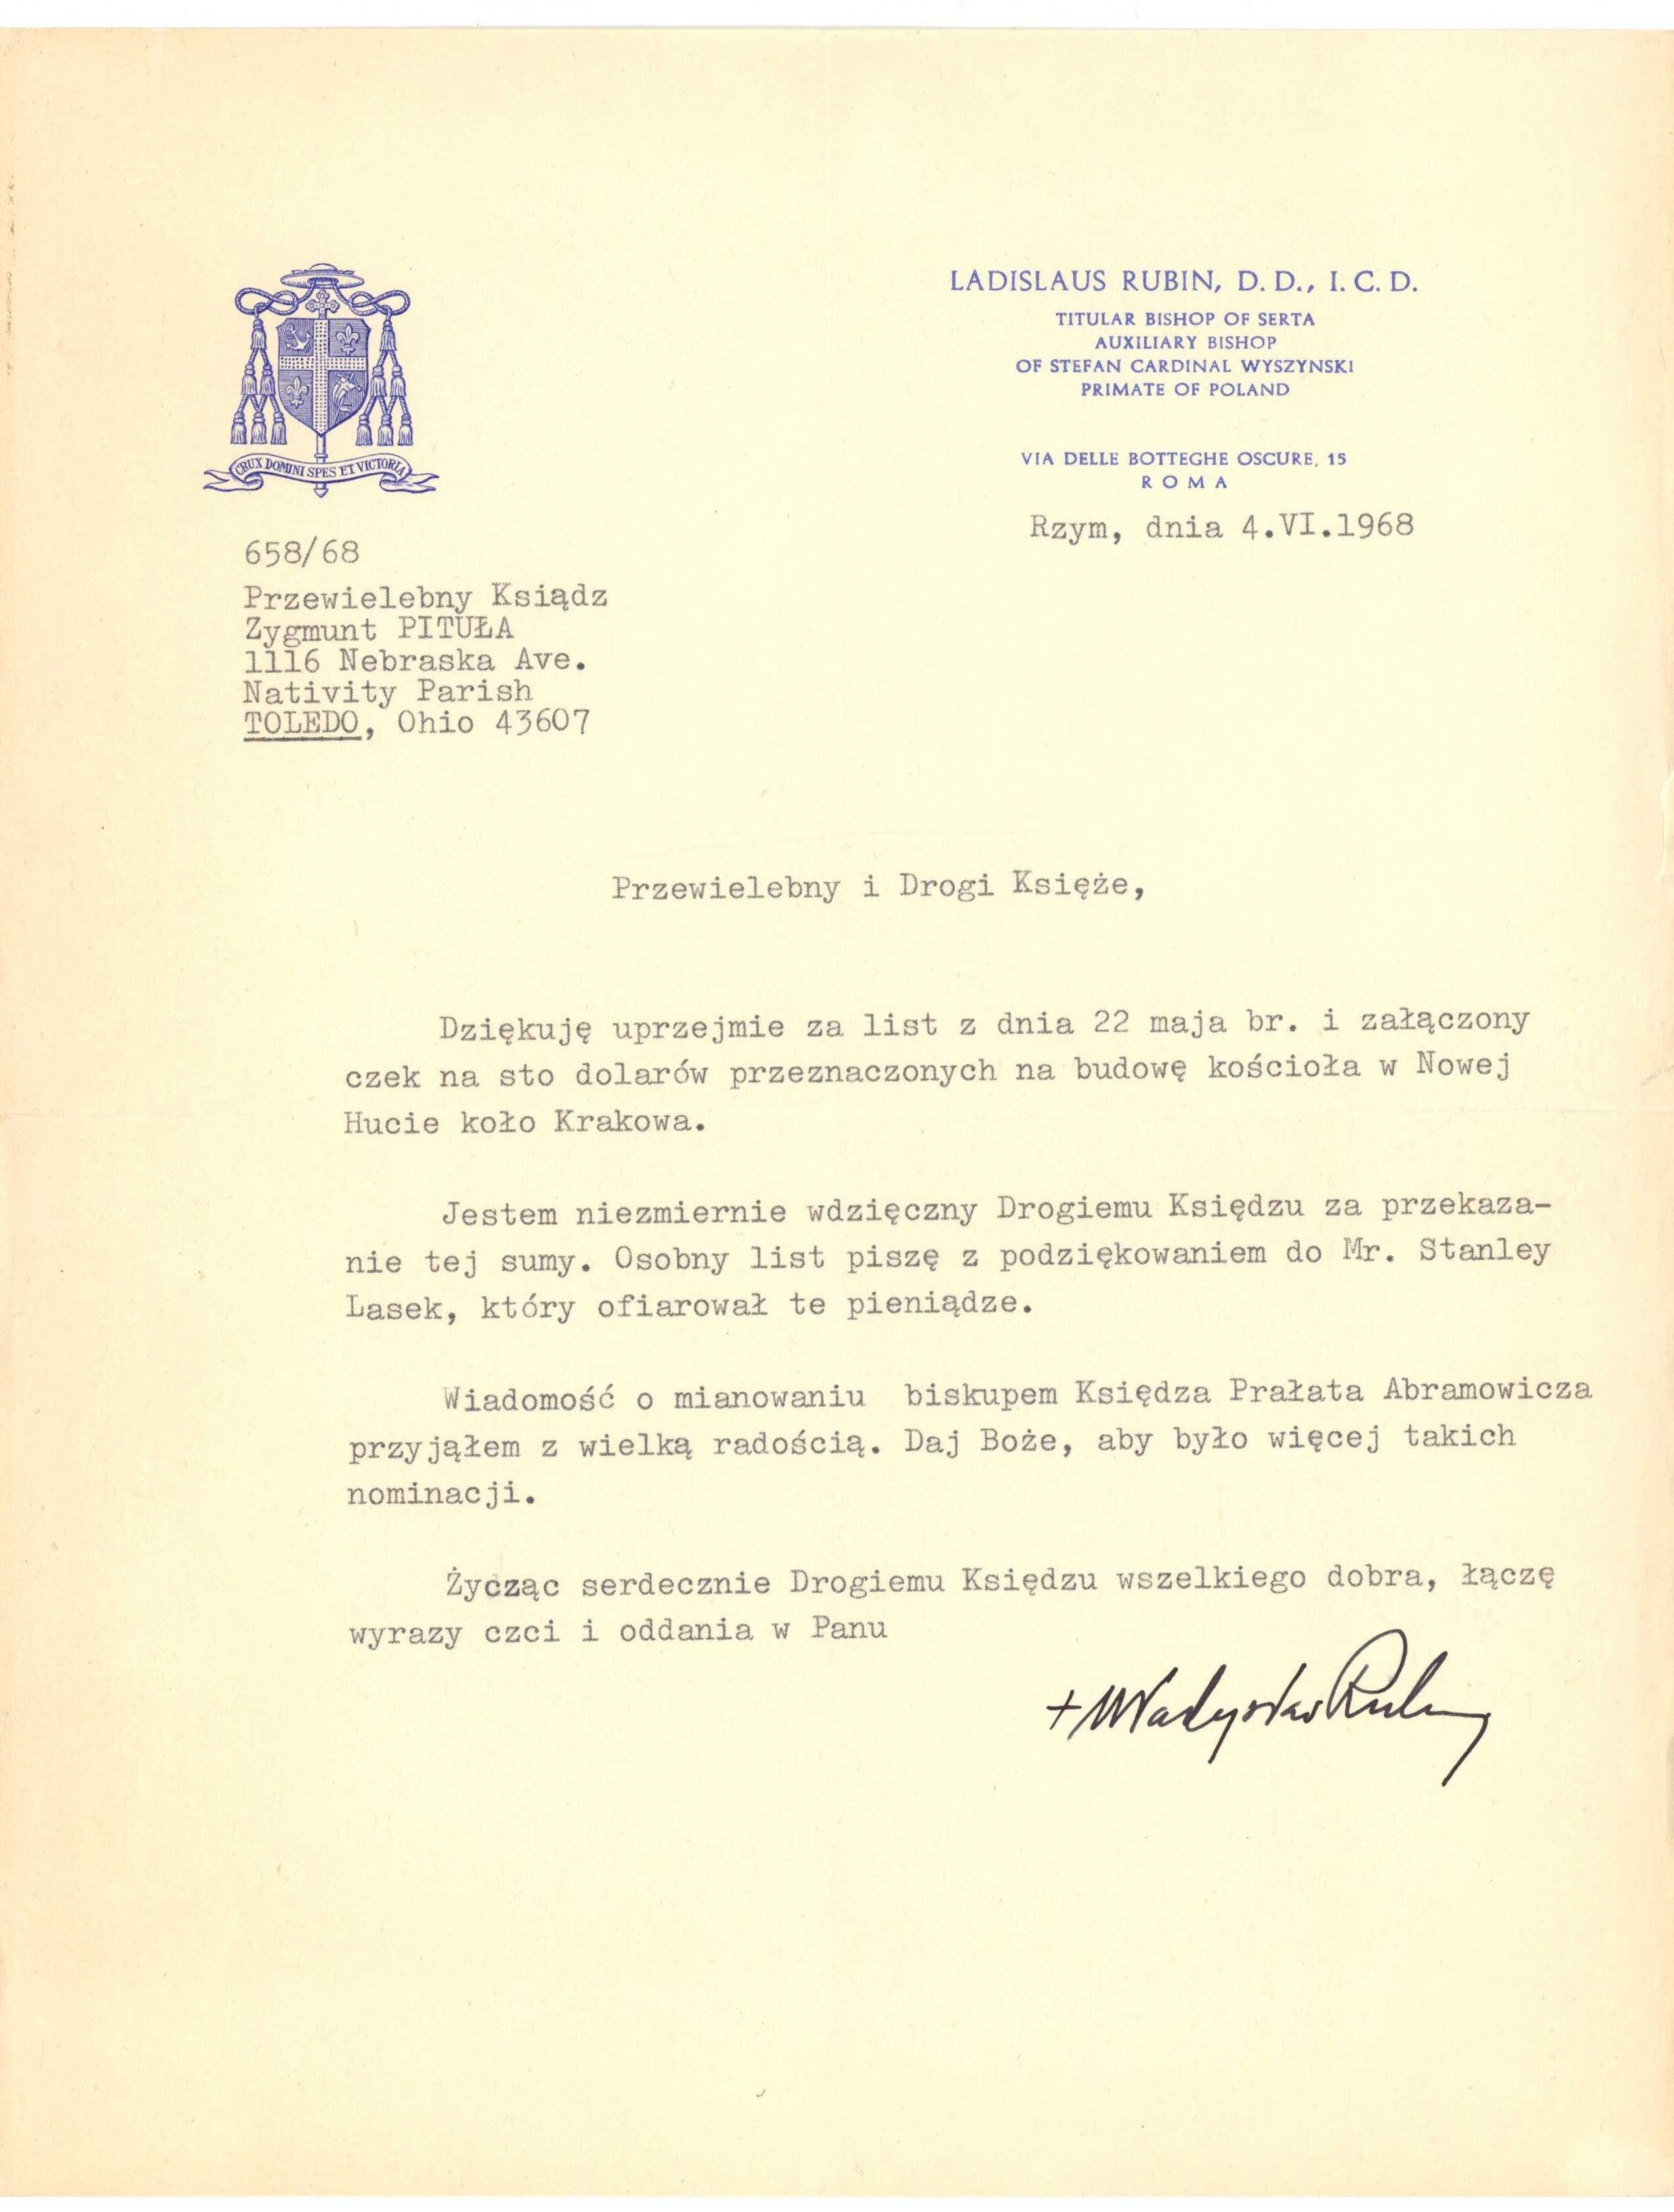 LADISLAUS RUBIN, D. D., I. C. D.
TITULAR BISHOP OF SERTA
AUXILIARY BISHOP
OF STEFAN CARDINAL WYSZYNSKI
PRIMATE OF POLAND
VIA DELLE BOTTEGHE OSCURE, 15
ROMA
CRUX DOMINI SPES ET VICTORIA
Rzym, dnia 4.VI.1968
658/68
Przewielebny Ksiądz
Zygmunt PITUŁA
1116 Nebraska Ave.
Nativity Parish
TOLEDO, Ohio 43607
Przewielebny i Drogi Księże,
Dziękuję uprzejmie za list z dnia 22 maja br. i załączony
czek na sto dolarów przeznaczonych na budowę kościoła w Nowej
Hucie koło Krakowa.
Jestem niezmiernie wdzięczny Drogiemu Księdzu za przekaza-
nie tej sumy. Osobny list piszę z podziękowaniem do Mr. Stanley
Lasek, który ofiarował te pieniądze.
Wiadomość o mianowaniu biskupem Księdza Prałata Abramowicza
przyjąłem z wielką radością. Daj Boże, aby było więcej takich
nominacji.
Życząc serdecznie Drogiemu Księdzu wszelkiego dobra, łączę
wyrazy czci i oddania w Panu
+ Władysław Rubin